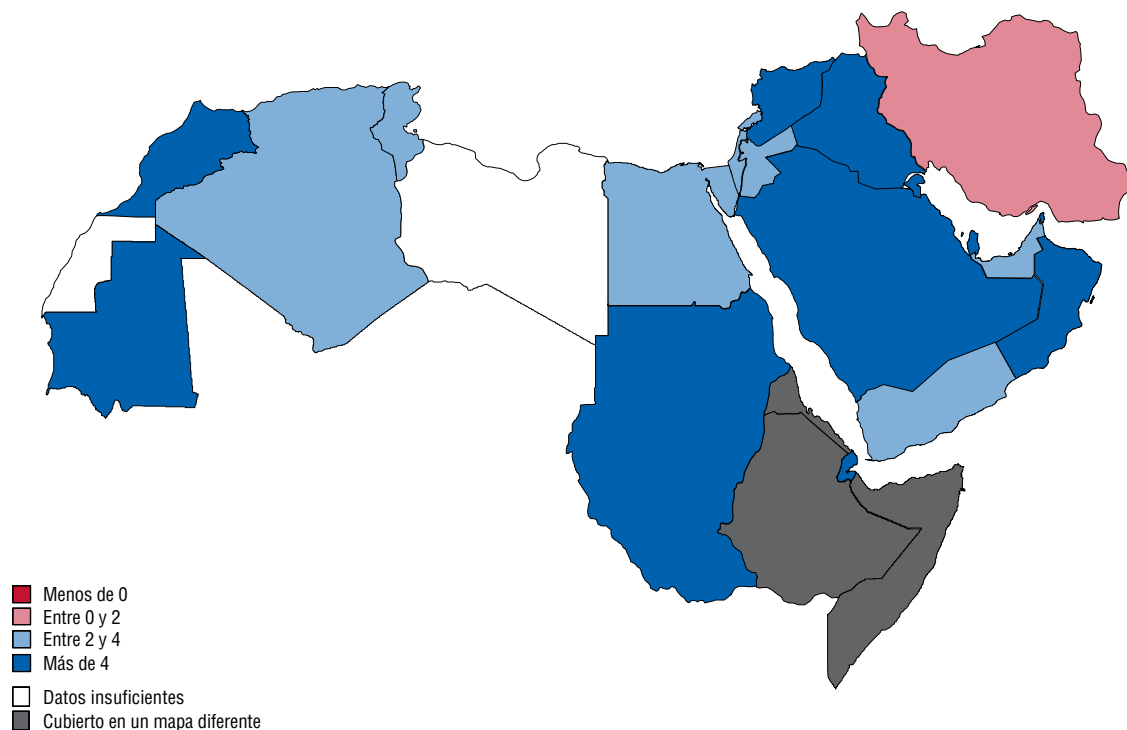 Menos de 0
Entre 0 y 2
Entre 2 y 4
Más de 4
Datos insuficientes
Cubierto en un mapa diferente